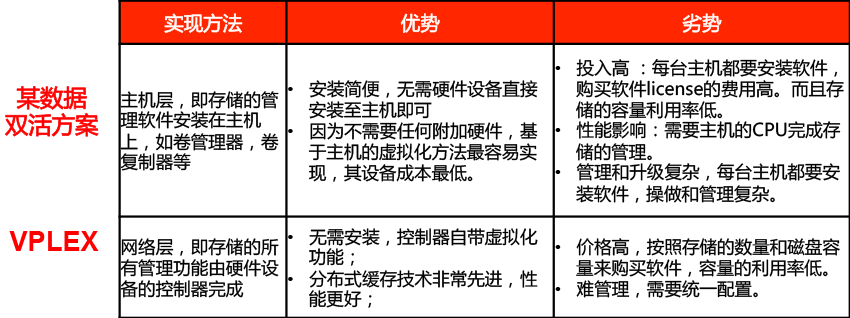 实现方法
优势
劣势
某数据
双活方案
主机层，即存储的管
理软件安装在主机
上，如卷管理器，卷
复制器等
• 安装简便，无需硬件设备直接
安装至主机即可
• 因为不需要任何附加硬件，基
于主机的虚拟化方法最容易实
现，其设备成本最低。
• 投入高 ：每台主机都要安装软件，
购买软件license的费用高。而且存
储的容量利用率低。
• 性能影响：需要主机的CPU完成存
储的管理。
• 管理和升级复杂，每台主机都要安
装软件，操做和管理复杂。
VPLEX
网络层，即存储的所
有管理功能由硬件设
备的控制器完成
• 无需安装，控制器自带虚拟化
功能；
• 分布式缓存技术非常先进，性
能更好；
• 价格高，按照存储的数量和磁盘容
量来购买软件，容量的利用率低。
• 难管理，需要统一配置。